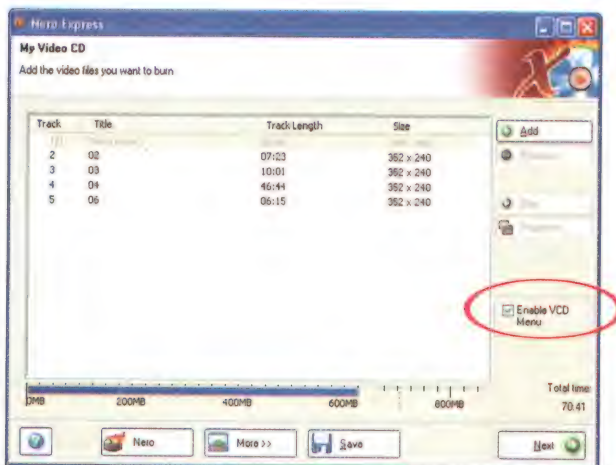 Nero Express
My Video CD
Add the video files you want to burn
Track Title Track Length Size
2 02 07:23 352 x 240
3 03 10:01 352 x 240
4 04 46:44 352 x 240
5 06 06:15 352 x 240
Add
Enable VCD
Menu
0MB 200MB 400MB 600MB 800MB
Total time:
70:41
Nero
More >>
Save
Next